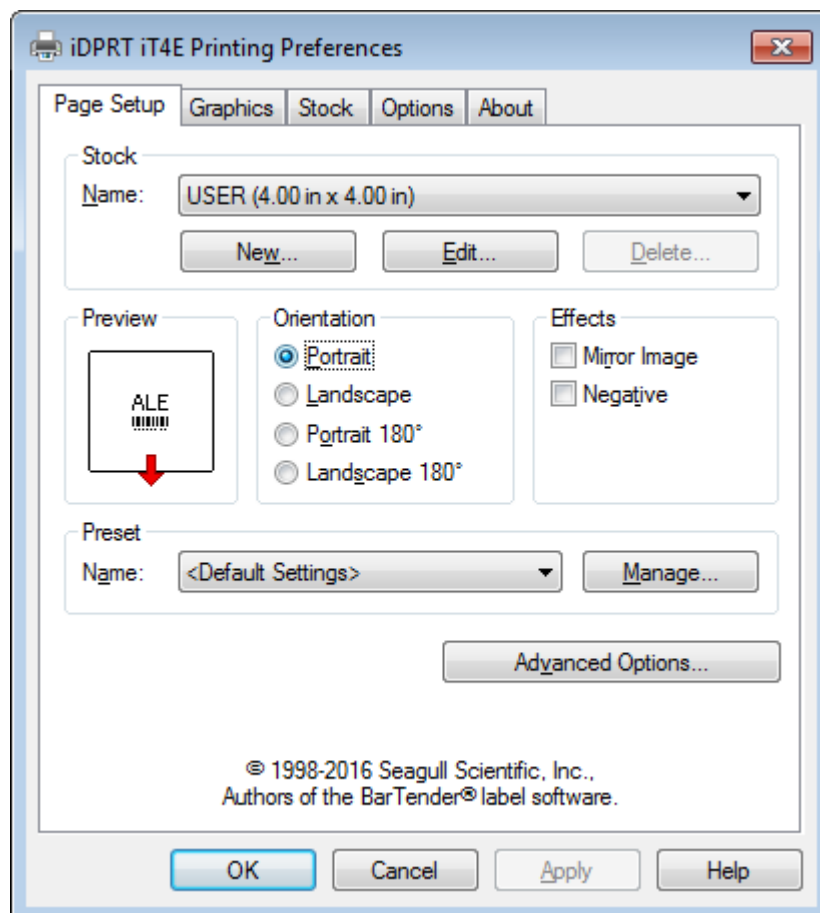 iDPRT iT4E Printing Preferences
Page Setup Graphics Stock Options About
Stock
Name: USER (4.00 in x 4.00 in)
New... Edit... Delete...
Preview Orientation Effects
Portrait Mirror Image
ALE Landscape Negative
Portrait 180°
Landscape 180°
Preset
Name: <Default Settings> Manage...
Advanced Options...
© 1998-2016 Seagull Scientific, Inc.,
Authors of the BarTender® label software.
OK Cancel Apply Help